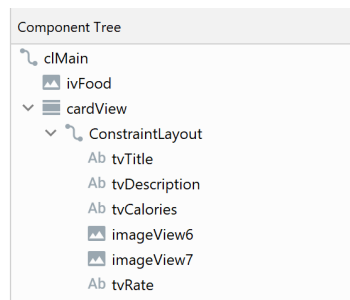 Component Tree
clMain
ivFood
cardView
ConstraintLayout
Ab tvTitle
Ab tvDescription
Ab tvCalories
imageView6
imageView7
Ab tvRate